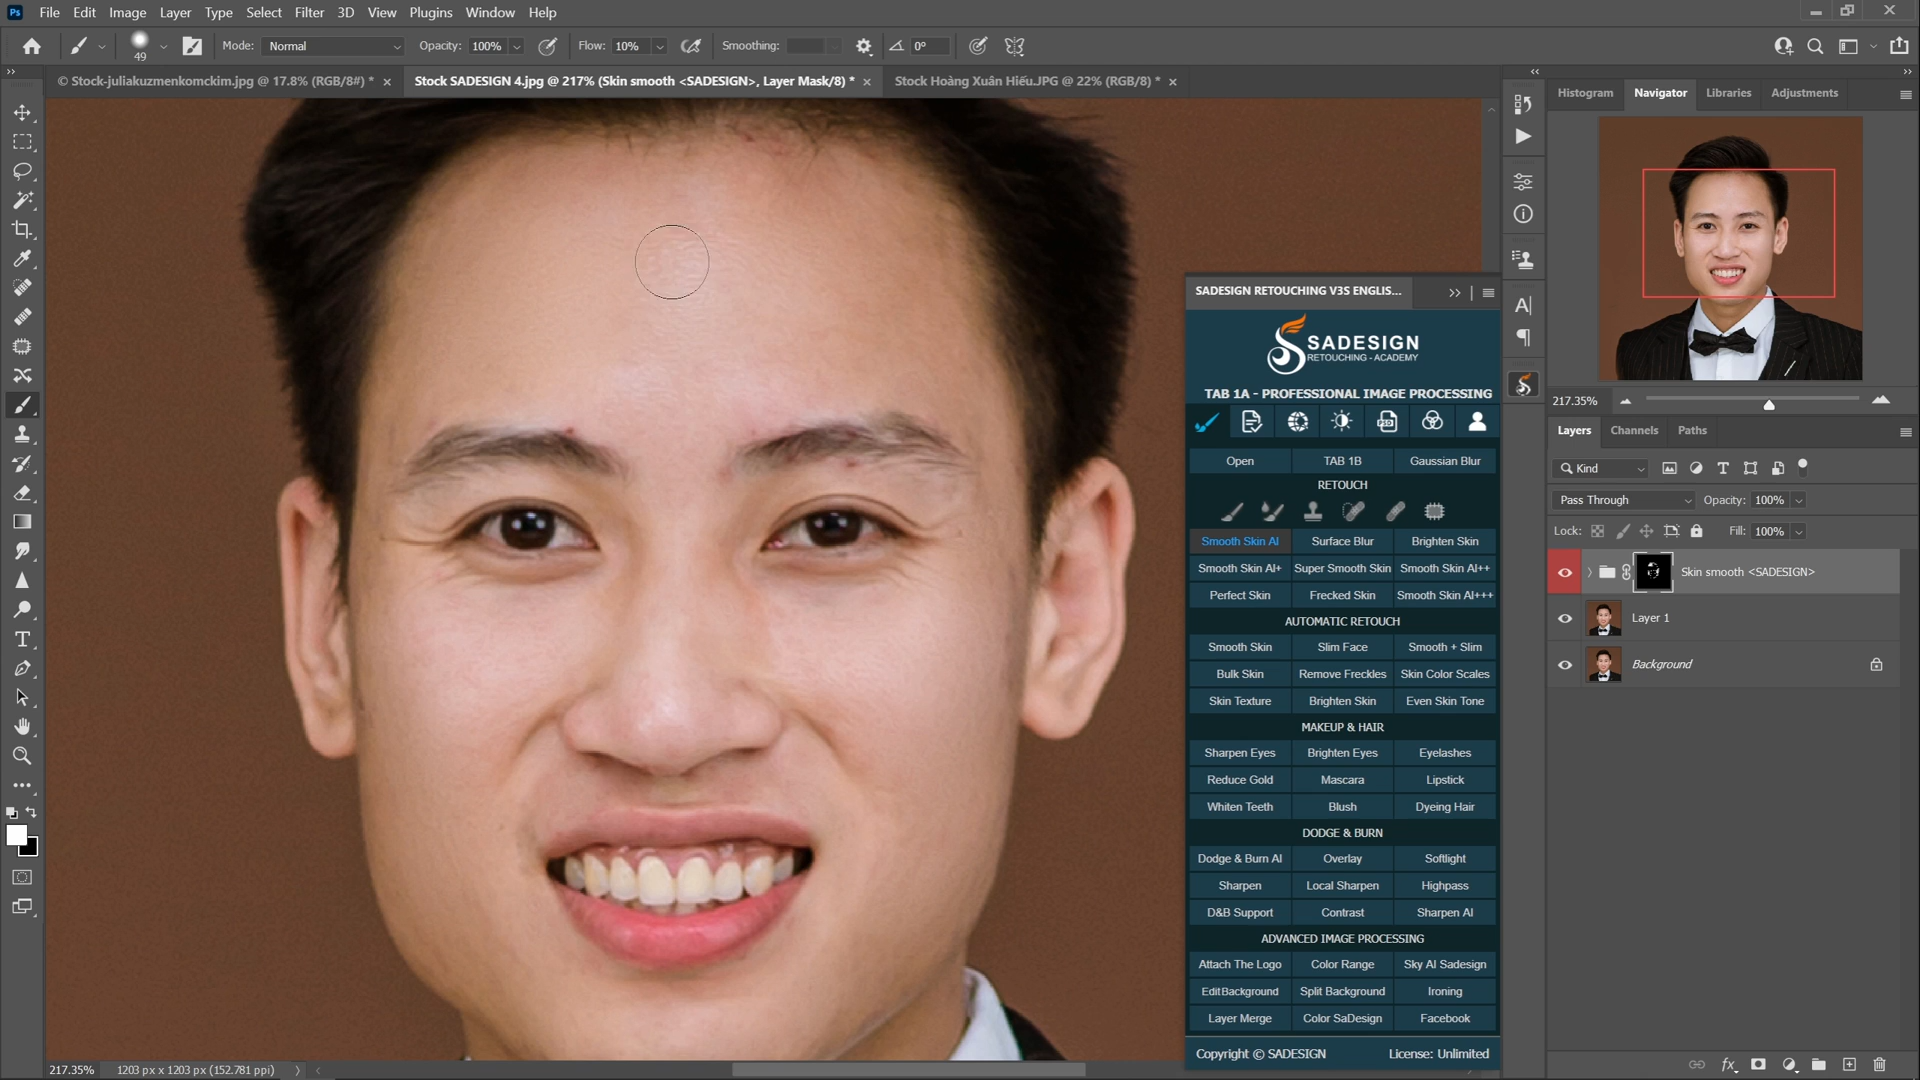 Ps File Edit Image Layer Type Select Filter 3D View Plugins Window Help
49 Mode: Normal Opacity: 100% Flow: 10% Smoothing: 0°
© Stock-juliakuzmenkomckim.jpg @ 17.8% (RGB/8#) * × Stock SADESIGN 4.jpg @ 217% (Skin smooth <SADESIGN>, Layer Mask/8) * × Stock Hoàng Xuân Hiếu.JPG @ 22% (RGB/8) * ×
Histogram Navigator Libraries Adjustments
217.35%
Layers Channels Paths
Kind
Pass Through Opacity: 100%
Lock: Fill: 100%
Skin smooth <SADESIGN>
Layer 1
Background
SADESIGN RETOUCHING V3S ENGLIS...
SADESIGN
RETOUCHING - ACADEMY
TAB 1A - PROFESSIONAL IMAGE PROCESSING
PSD
Open TAB 1B Gaussian Blur
RETOUCH
Smooth Skin AI Surface Blur Brighten Skin
Smooth Skin AI+ Super Smooth Skin Smooth Skin AI++
Perfect Skin Frecked Skin Smooth Skin AI+++
AUTOMATIC RETOUCH
Smooth Skin Slim Face Smooth + Slim
Bulk Skin Remove Freckles Skin Color Scales
Skin Texture Brighten Skin Even Skin Tone
MAKEUP & HAIR
Sharpen Eyes Brighten Eyes Eyelashes
Reduce Gold Mascara Lipstick
Whiten Teeth Blush Dyeing Hair
DODGE & BURN
Dodge & Burn AI Overlay Softlight
Sharpen Local Sharpen Highpass
D&B Support Contrast Sharpen AI
ADVANCED IMAGE PROCESSING
Attach The Logo Color Range Sky AI Sadesign
EditBackground Split Background Ironing
Layer Merge Color SaDesign Facebook
Copyright © SADESIGN License: Unlimited
217.35% 1203 px x 1203 px (152.781 ppi)